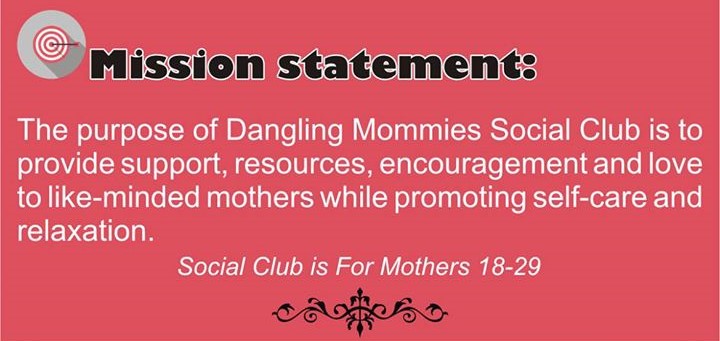 Mission statement:
The purpose of Dangling Mommies Social Club is to
provide support, resources, encouragement and love
to like-minded mothers while promoting self-care and
relaxation.
Social Club is For Mothers 18-29